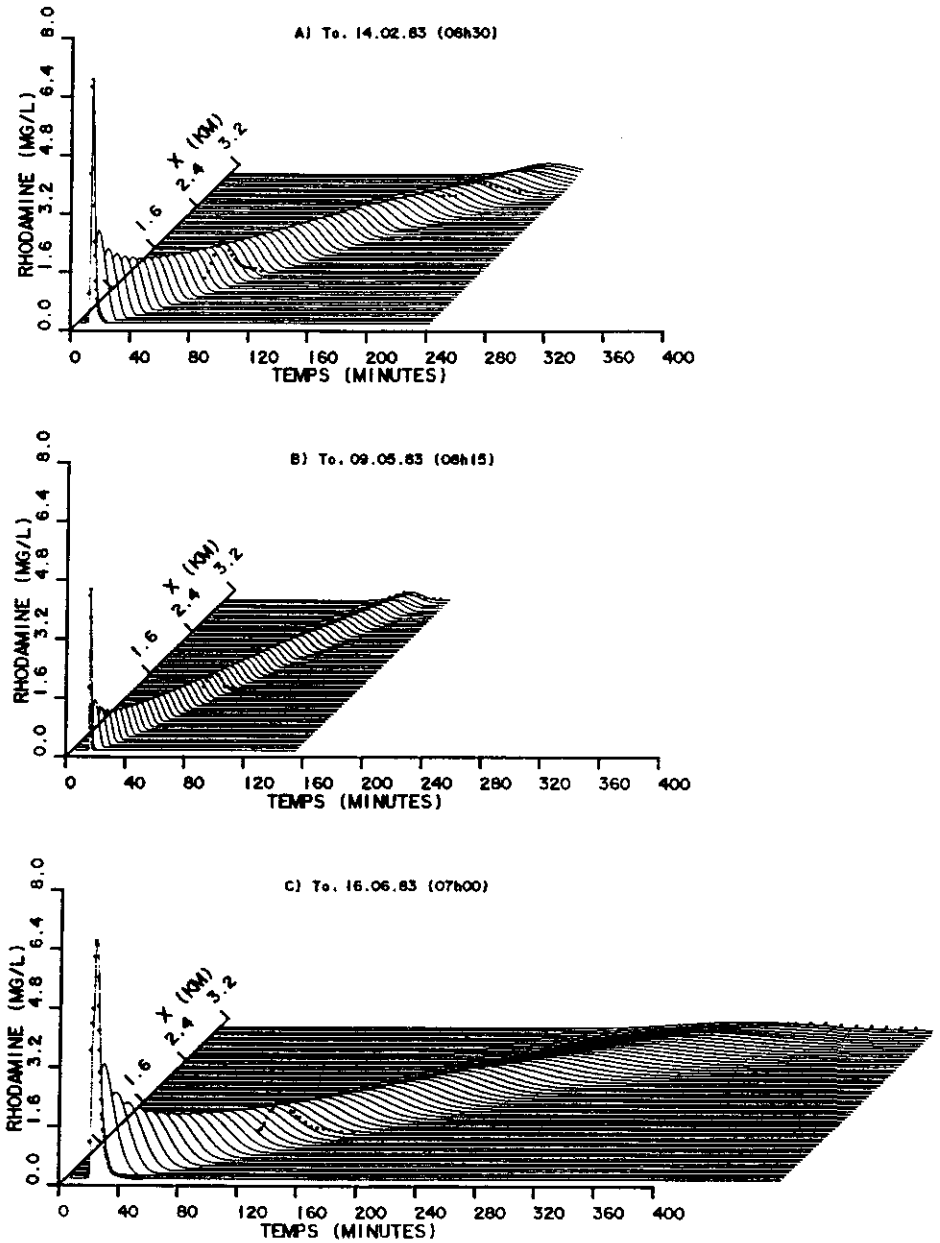 A) To. 14.02.83 (06h30)
RHODAMINE (MG/L)
0.0 1.6 3.2 4.8 6.4 8.0
X (KM)
1.6 2.4 3.2
0 40 80 120 160 200 240 280 320 360 400
TEMPS (MINUTES)
B) To. 09.05.83 (06h15)
RHODAMINE (MG/L)
0.0 1.6 3.2 4.8 6.4 8.0
X (KM)
1.6 2.4 3.2
0 40 80 120 160 200 240 280 320 360 400
TEMPS (MINUTES)
C) To. 16.06.83 (07h00)
RHODAMINE (MG/L)
0.0 1.6 3.2 4.8 6.4 8.0
X (KM)
1.6 2.4 3.2
0 40 80 120 160 200 240 280 320 360 400
TEMPS (MINUTES)